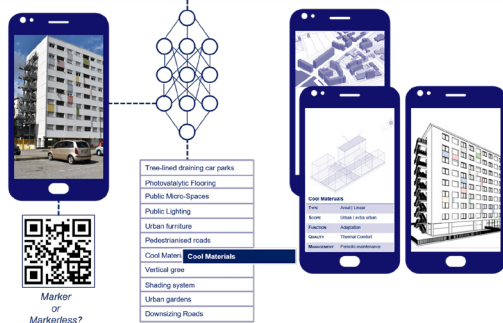 Tree-lined draining car parks
Photovatalytic Flooring
Public Micro-Spaces
Public Lighting
Urban furniture
Pedestrianised roads
Cool Materi
Cool Materials
Vertical gree
Shading system
Urban gardens
Downsizing Roads
Marker
or
Markerless?
Cool Materials
TYPE Areal | Linear
SCOPE Urban | extra urban
FUNCTION Adaptation
QUALITY Thermal Comfort
MANAGEMENT Periodic maintenance